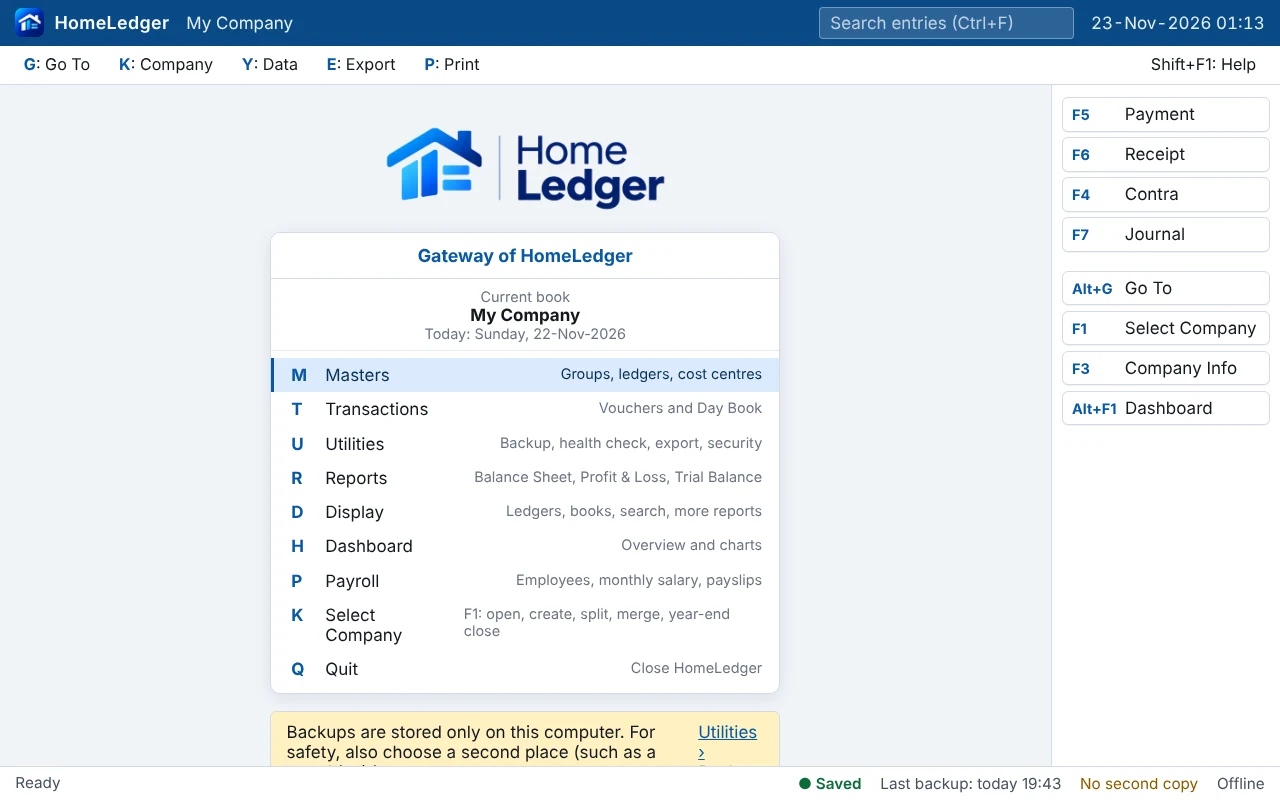 HomeLedger My Company Search entries (Ctrl+F) 23-Nov-2026 01:13
G: Go To K: Company Y: Data E: Export P: Print Shift+F1: Help
Home
Ledger
Gateway of HomeLedger
Current book
My Company
Today: Sunday, 22-Nov-2026
M Masters Groups, ledgers, cost centres
T Transactions Vouchers and Day Book
U Utilities Backup, health check, export, security
R Reports Balance Sheet, Profit & Loss, Trial Balance
D Display Ledgers, books, search, more reports
H Dashboard Overview and charts
P Payroll Employees, monthly salary, payslips
K Select Company F1: open, create, split, merge, year-end close
Q Quit Close HomeLedger
Backups are stored only on this computer. For Utilities
safety, also choose a second place (such as a ›
F5 Payment
F6 Receipt
F4 Contra
F7 Journal
Alt+G Go To
F1 Select Company
F3 Company Info
Alt+F1 Dashboard
Ready Saved Last backup: today 19:43 No second copy Offline